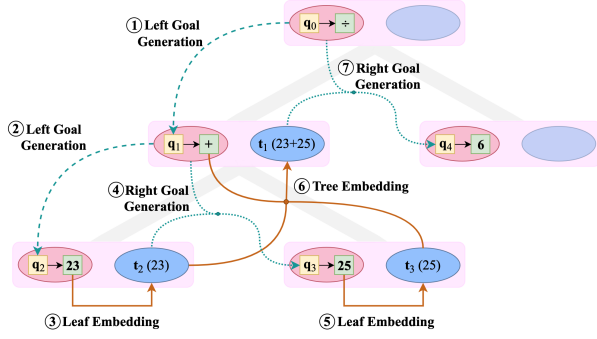 ① Left Goal
Generation
q₀ → ÷
⑦ Right Goal
Generation
② Left Goal
Generation
q₁ → +
t₁ (23+25)
q₄ → 6
④ Right Goal
Generation
⑥ Tree Embedding
q₂ → 23
t₂ (23)
q₃ → 25
t₃ (25)
③ Leaf Embedding
⑤ Leaf Embedding